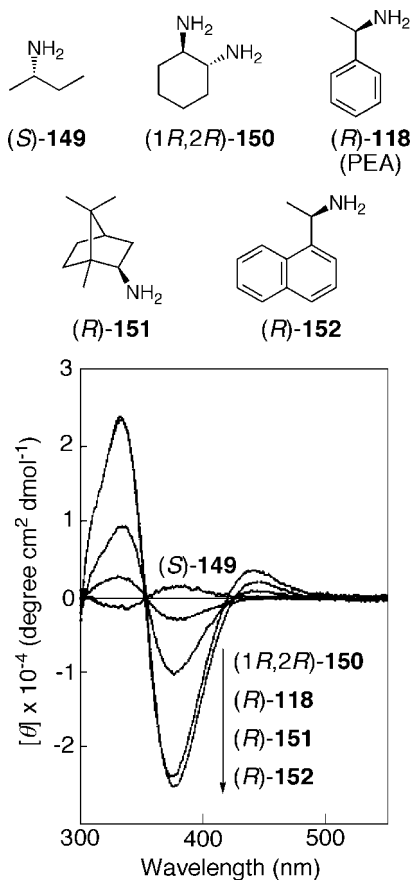 NH2 NH2 NH2 NH2
(S)-149 (1R,2R)-150 (R)-118
(PEA)
NH2 NH2
(R)-151 (R)-152
[θ] x 10-4 (degree cm2 dmol-1)
3
2
1
0
-1
-2
(S)-149
(1R,2R)-150
(R)-118
(R)-151
(R)-152
300 400 500
Wavelength (nm)